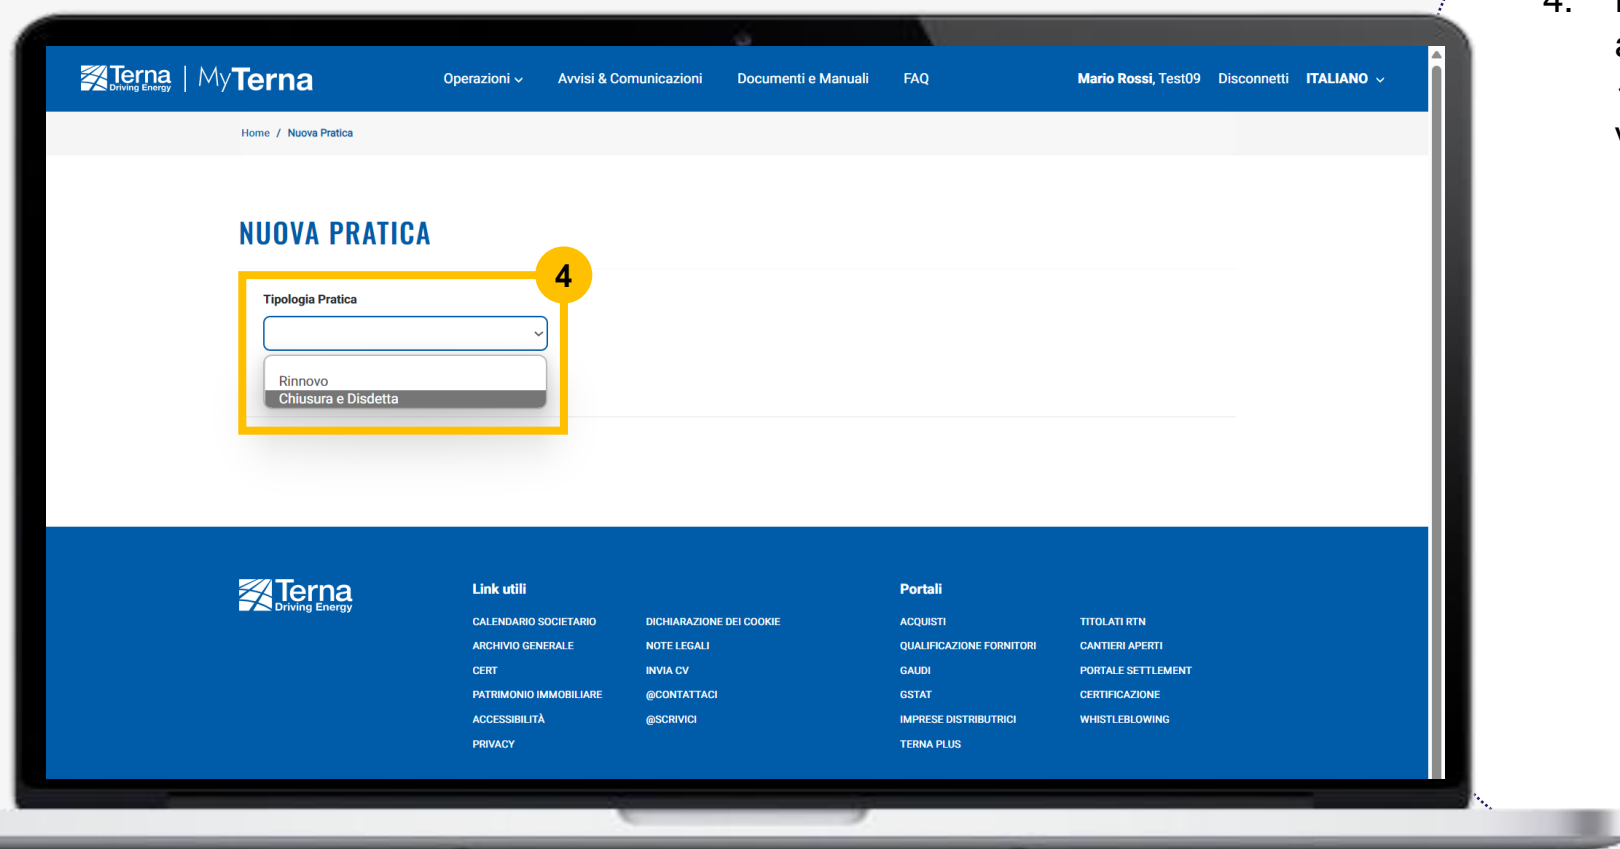 Terna
Driving Energy
MyTerna
Operazioni
Avvisi & Comunicazioni
Documenti e Manuali
FAQ
Mario Rossi, Test09
Disconnetti
ITALIANO
Home / Nuova Pratica
NUOVA PRATICA
4
Tipologia Pratica
Rinnovo
Chiusura e Disdetta
Terna
Driving Energy
Link utili
CALENDARIO SOCIETARIO
ARCHIVIO GENERALE
CERT
PATRIMONIO IMMOBILIARE
ACCESSIBILITÀ
PRIVACY
DICHIARAZIONE DEI COOKIE
NOTE LEGALI
INVIA CV
@CONTATTACI
@SCRIVICI
Portali
ACQUISTI
QUALIFICAZIONE FORNITORI
GAUDI
GSTAT
IMPRESE DISTRIBUTRICI
TERNA PLUS
TITOLATI RTN
CANTIERI APERTI
PORTALE SETTLEMENT
CERTIFICAZIONE
WHISTLEBLOWING
4.